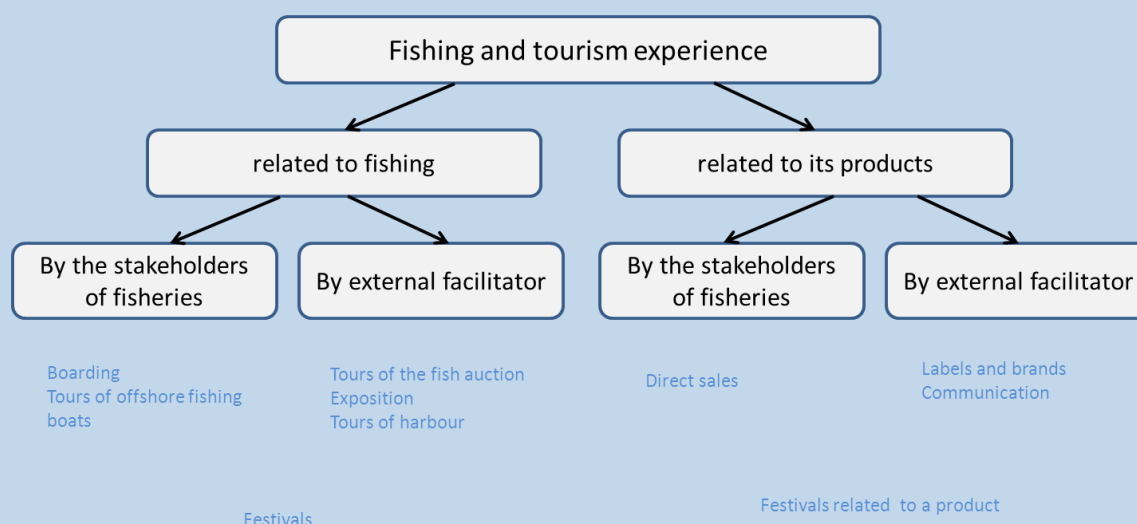 Fishing and tourism experience
related to fishing
related to its products
By the stakeholders
of fisheries
By external facilitator
By the stakeholders
of fisheries
By external facilitator
Boarding
Tours of offshore fishing
boats
Tours of the fish auction
Exposition
Tours of harbour
Direct sales
Labels and brands
Communication
Festivals
Festivals related to a product